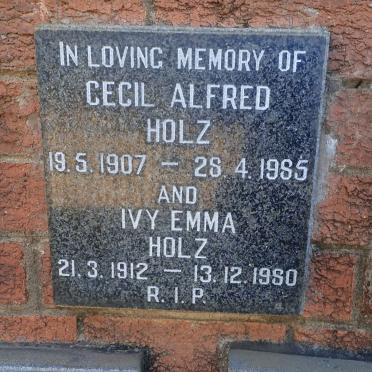 IN LOVING MEMORY OF
CECIL ALFRED
HOLZ
19.5.1907 — 28.4.1985
AND
IVY EMMA
HOLZ
21.3.1912 — 13.12.1980
R.I.P.